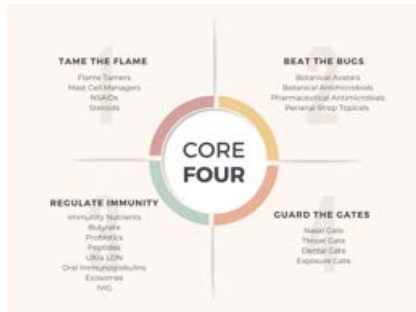 TAME THE FLAME
Flame Tamers
Mast Cell Managers
NSAIDs
Steroids
BEAT THE BUGS
Botanical Avatars
Botanical Antimicrobials
Pharmaceutical Antimicrobials
Perianal Strep Topicals
CORE
FOUR
REGULATE IMMUNITY
Immunity Nutrients
Butyrate
Probiotics
Peptides
Ultra LDN
Oral Immunoglobulins
Exosomes
IVIG
GUARD THE GATES
Nasal Gate
Throat Gate
Dental Gate
Exposure Gate